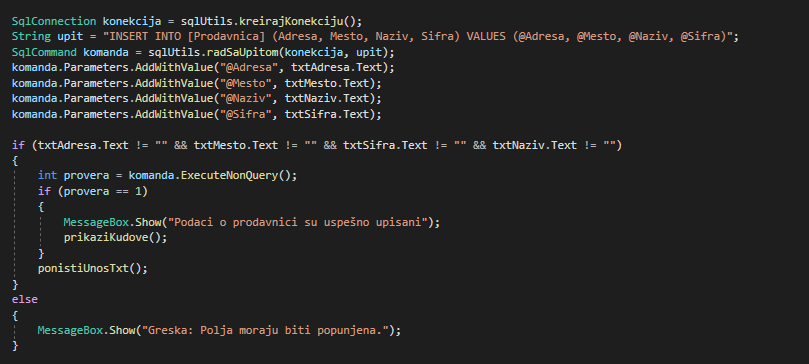 SqlConnection konekcija = sqlUtils.kreirajKonekciju();
String upit = "INSERT INTO [Prodavnica] (Adresa, Mesto, Naziv, Sifra) VALUES (@Adresa, @Mesto, @Naziv, @Sifra)";
SqlCommand komanda = sqlUtils.radSaUpitom(konekcija, upit);
komanda.Parameters.AddWithValue("@Adresa", txtAdresa.Text);
komanda.Parameters.AddWithValue("@Mesto", txtMesto.Text);
komanda.Parameters.AddWithValue("@Naziv", txtNaziv.Text);
komanda.Parameters.AddWithValue("@Sifra", txtSifra.Text);
if (txtAdresa.Text != "" && txtMesto.Text != "" && txtSifra.Text != "" && txtNaziv.Text != "")
{
int provera = komanda.ExecuteNonQuery();
if (provera == 1)
{
MessageBox.Show("Podaci o prodavnici su uspešno upisani");
prikaziKudove();
}
ponistiUnosTxt();
}
else
{
MessageBox.Show("Greska: Polja moraju biti popunjena.");
}